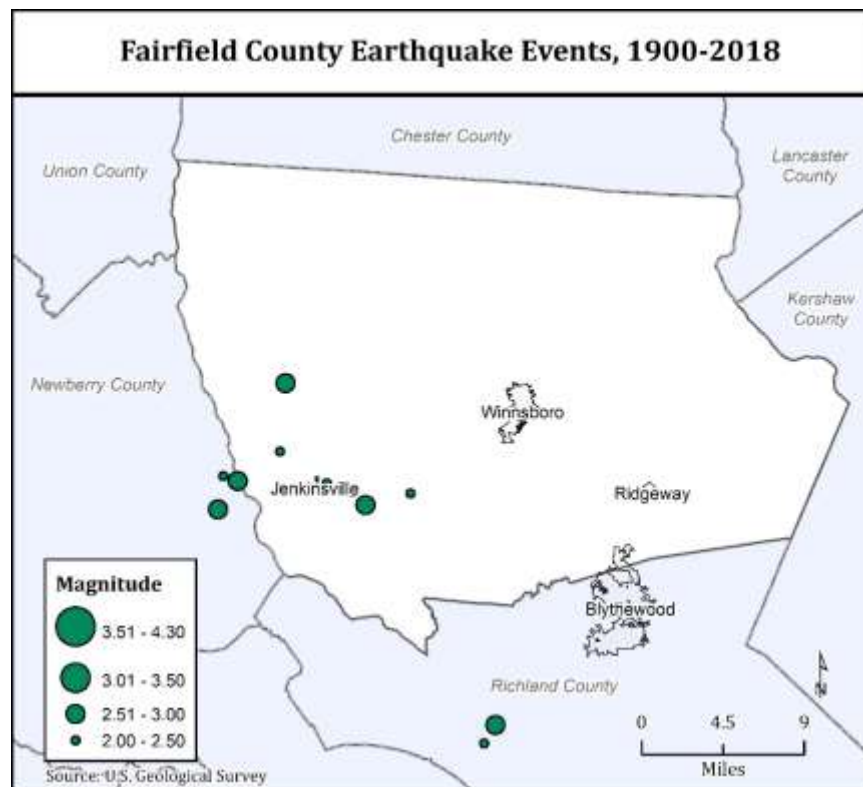 Fairfield County Earthquake Events, 1900-2018
Chester County
Union County
Lancaster
County
Kershaw
County
Newberry County
Winnsboro
Jenkinsville
Ridgeway
Blythewood
Richland County
Magnitude
3.51 - 4.30
3.01 - 3.50
2.51 - 3.00
2.00 - 2.50
N
0 4.5 9
Miles
Source: U.S. Geological Survey